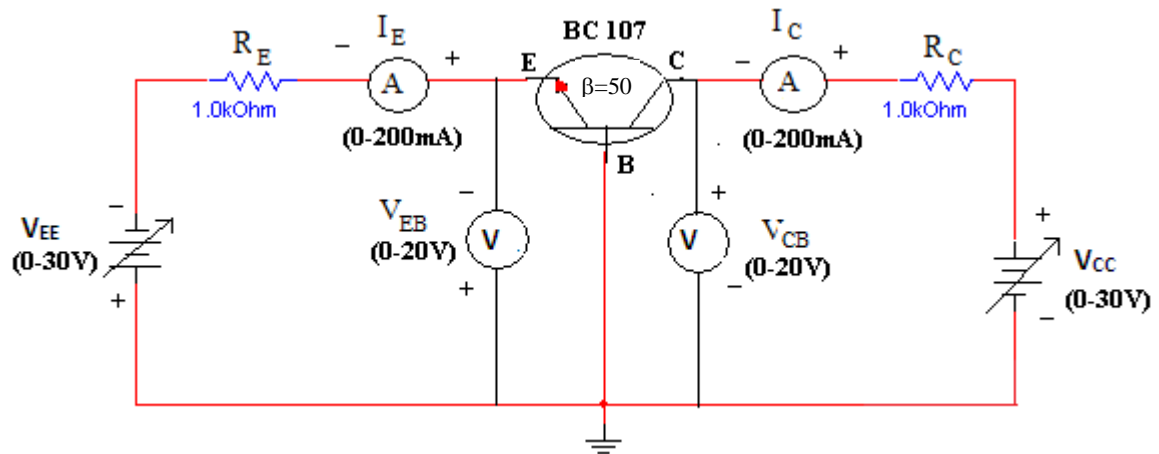 I_E
BC 107
I_C
R_E
− +
E
C
− +
R_C
A
β=50
A
1.0kOhm
1.0kOhm
(0-200mA)
(0-200mA)
B
−
−
+
+
V_EE
(0-30V)
V_EB
(0-20V)
V
V
V_CB
(0-20V)
V_CC
(0-30V)
+
+
−
−